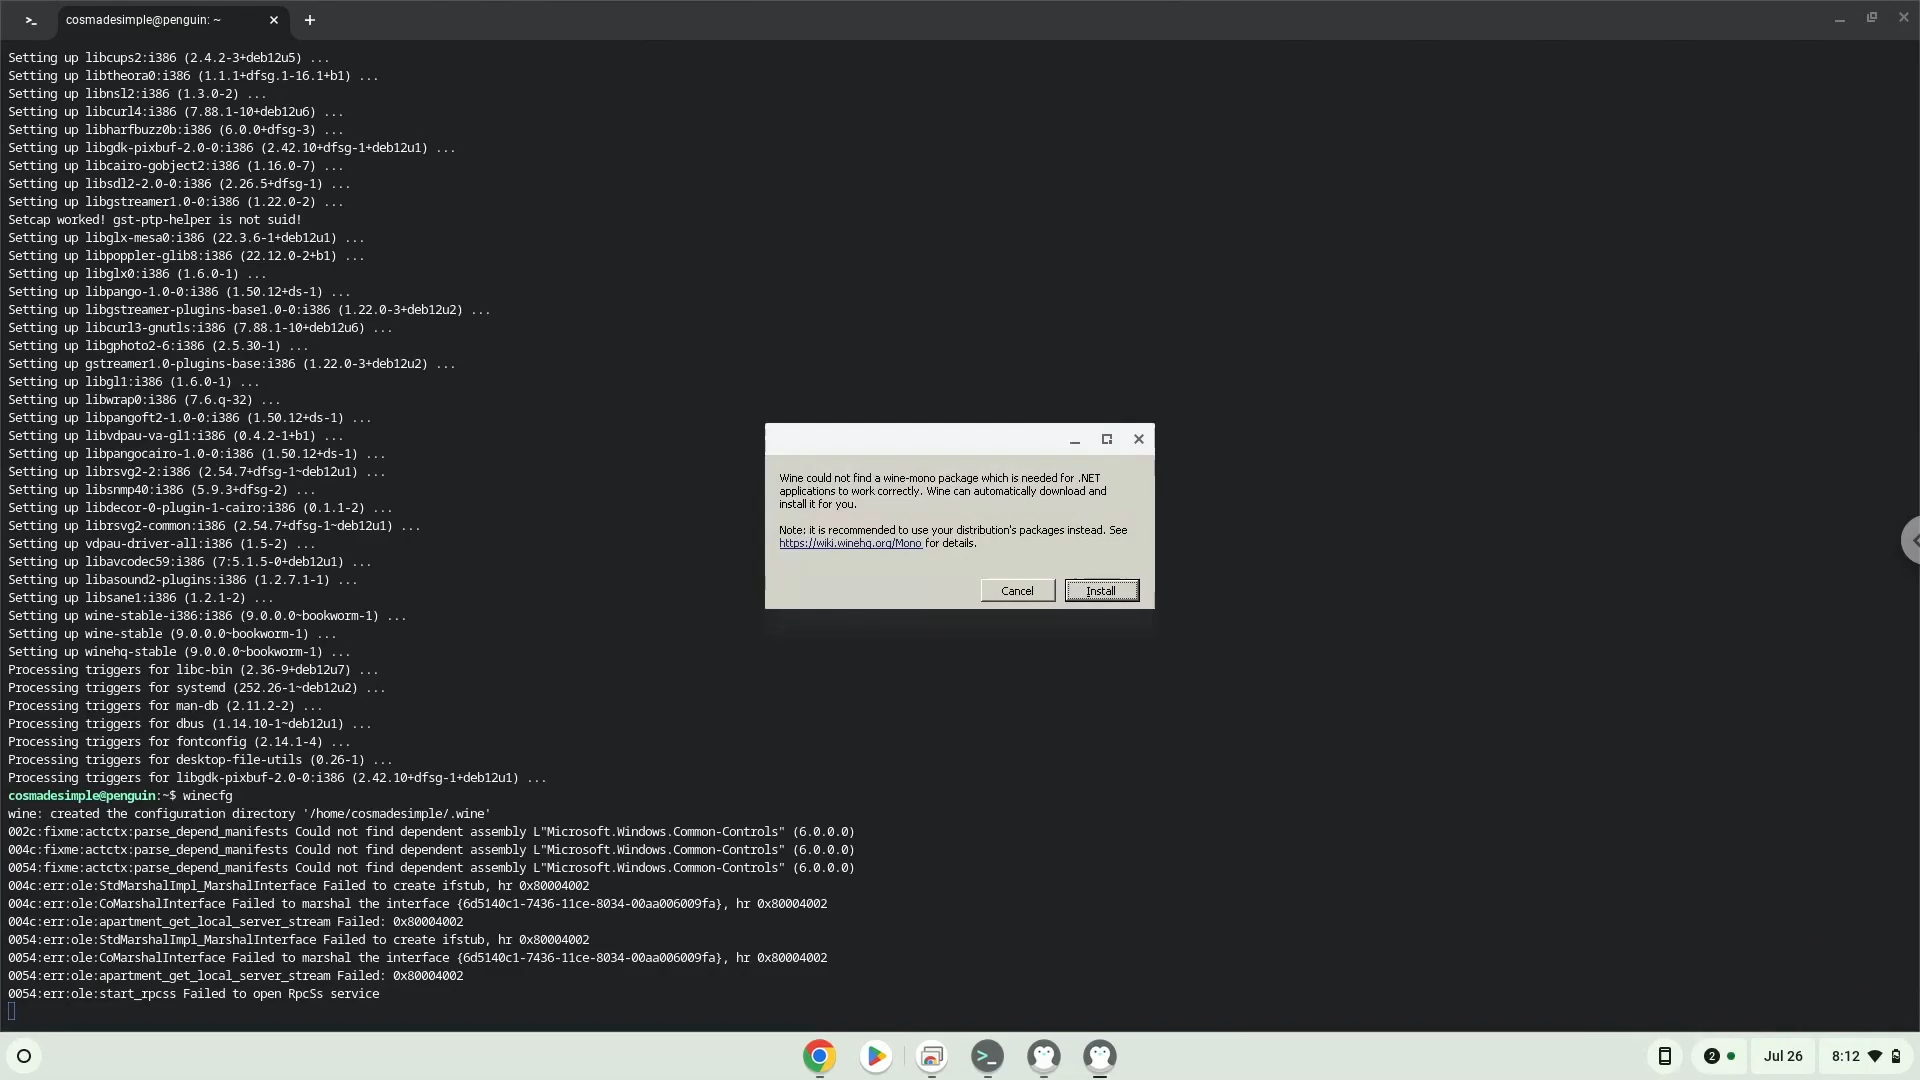 cosmadesimple@penguin: ~
Setting up libcups2:i386 (2.4.2-3+deb12u5) ...
Setting up libtheora0:i386 (1.1.1+dfsg.1-16.1+b1) ...
Setting up libnsl2:i386 (1.3.0-2) ...
Setting up libcurl4:i386 (7.88.1-10+deb12u6) ...
Setting up libharfbuzz0b:i386 (6.0.0+dfsg-3) ...
Setting up libgdk-pixbuf-2.0-0:i386 (2.42.10+dfsg-1+deb12u1) ...
Setting up libcairo-gobject2:i386 (1.16.0-7) ...
Setting up libsdl2-2.0-0:i386 (2.26.5+dfsg-1) ...
Setting up libgstreamer1.0-0:i386 (1.22.0-2) ...
Setcap worked! gst-ptp-helper is not suid!
Setting up libglx-mesa0:i386 (22.3.6-1+deb12u1) ...
Setting up libpoppler-glib8:i386 (22.12.0-2+b1) ...
Setting up libglx0:i386 (1.6.0-1) ...
Setting up libpango-1.0-0:i386 (1.50.12+ds-1) ...
Setting up libgstreamer-plugins-base1.0-0:i386 (1.22.0-3+deb12u2) ...
Setting up libcurl3-gnutls:i386 (7.88.1-10+deb12u6) ...
Setting up libgphoto2-6:i386 (2.5.30-1) ...
Setting up gstreamer1.0-plugins-base:i386 (1.22.0-3+deb12u2) ...
Setting up libgl1:i386 (1.6.0-1) ...
Setting up libwrap0:i386 (7.6.q-32) ...
Setting up libpangoft2-1.0-0:i386 (1.50.12+ds-1) ...
Setting up libvdpau-va-gl1:i386 (0.4.2-1+b1) ...
Setting up libpangocairo-1.0-0:i386 (1.50.12+ds-1) ...
Setting up librsvg2-2:i386 (2.54.7+dfsg-1~deb12u1) ...
Setting up libsnmp40:i386 (5.9.3+dfsg-2) ...
Setting up libdecor-0-plugin-1-cairo:i386 (0.1.1-2) ...
Setting up librsvg2-common:i386 (2.54.7+dfsg-1~deb12u1) ...
Setting up vdpau-driver-all:i386 (1.5-2) ...
Setting up libavcodec59:i386 (7:5.1.5-0+deb12u1) ...
Setting up libasound2-plugins:i386 (1.2.7.1-1) ...
Setting up libsane1:i386 (1.2.1-2) ...
Setting up wine-stable-i386:i386 (9.0.0.0~bookworm-1) ...
Setting up wine-stable (9.0.0.0~bookworm-1) ...
Setting up winehq-stable (9.0.0.0~bookworm-1) ...
Processing triggers for libc-bin (2.36-9+deb12u7) ...
Processing triggers for systemd (252.26-1~deb12u2) ...
Processing triggers for man-db (2.11.2-2) ...
Processing triggers for dbus (1.14.10-1~deb12u1) ...
Processing triggers for fontconfig (2.14.1-4) ...
Processing triggers for desktop-file-utils (0.26-1) ...
Processing triggers for libgdk-pixbuf-2.0-0:i386 (2.42.10+dfsg-1+deb12u1) ...
cosmadesimple@penguin:~$ winecfg
wine: created the configuration directory '/home/cosmadesimple/.wine'
002c:fixme:actctx:parse_depend_manifests Could not find dependent assembly L"Microsoft.Windows.Common-Controls" (6.0.0.0)
004c:fixme:actctx:parse_depend_manifests Could not find dependent assembly L"Microsoft.Windows.Common-Controls" (6.0.0.0)
0054:fixme:actctx:parse_depend_manifests Could not find dependent assembly L"Microsoft.Windows.Common-Controls" (6.0.0.0)
004c:err:ole:StdMarshalImpl_MarshalInterface Failed to create ifstub, hr 0x80004002
004c:err:ole:CoMarshalInterface Failed to marshal the interface {6d5140c1-7436-11ce-8034-00aa006009fa}, hr 0x80004002
004c:err:ole:apartment_get_local_server_stream Failed: 0x80004002
0054:err:ole:StdMarshalImpl_MarshalInterface Failed to create ifstub, hr 0x80004002
0054:err:ole:CoMarshalInterface Failed to marshal the interface {6d5140c1-7436-11ce-8034-00aa006009fa}, hr 0x80004002
0054:err:ole:apartment_get_local_server_stream Failed: 0x80004002
0054:err:ole:start_rpcss Failed to open RpcSs service
Wine could not find a wine-mono package which is needed for .NET
applications to work correctly. Wine can automatically download and
install it for you.
Note: it is recommended to use your distribution's packages instead. See
https://wiki.winehq.org/Mono for details.
Cancel
Install
2
Jul 26
8:12